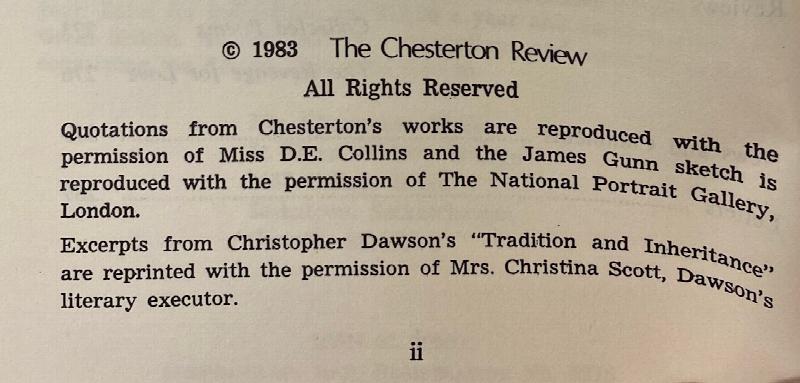 © 1983 The Chesterton Review
All Rights Reserved
Quotations from Chesterton's works are reproduced with the
permission of Miss D.E. Collins and the James Gunn sketch is
reproduced with the permission of The National Portrait Gallery,
London.
Excerpts from Christopher Dawson's "Tradition and Inheritance"
are reprinted with the permission of Mrs. Christina Scott, Dawson's
literary executor.
ii